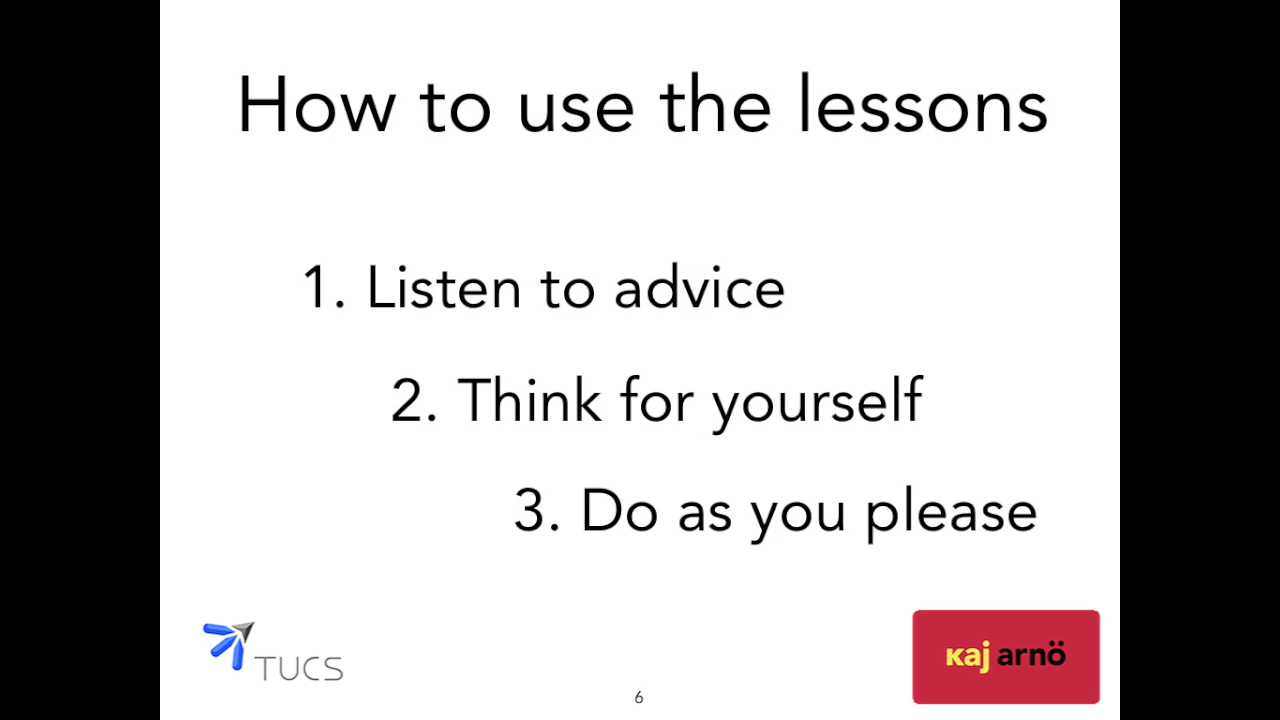 How to use the lessons
1. Listen to advice
2. Think for yourself
3. Do as you please
TUCS
kaj arnö
6